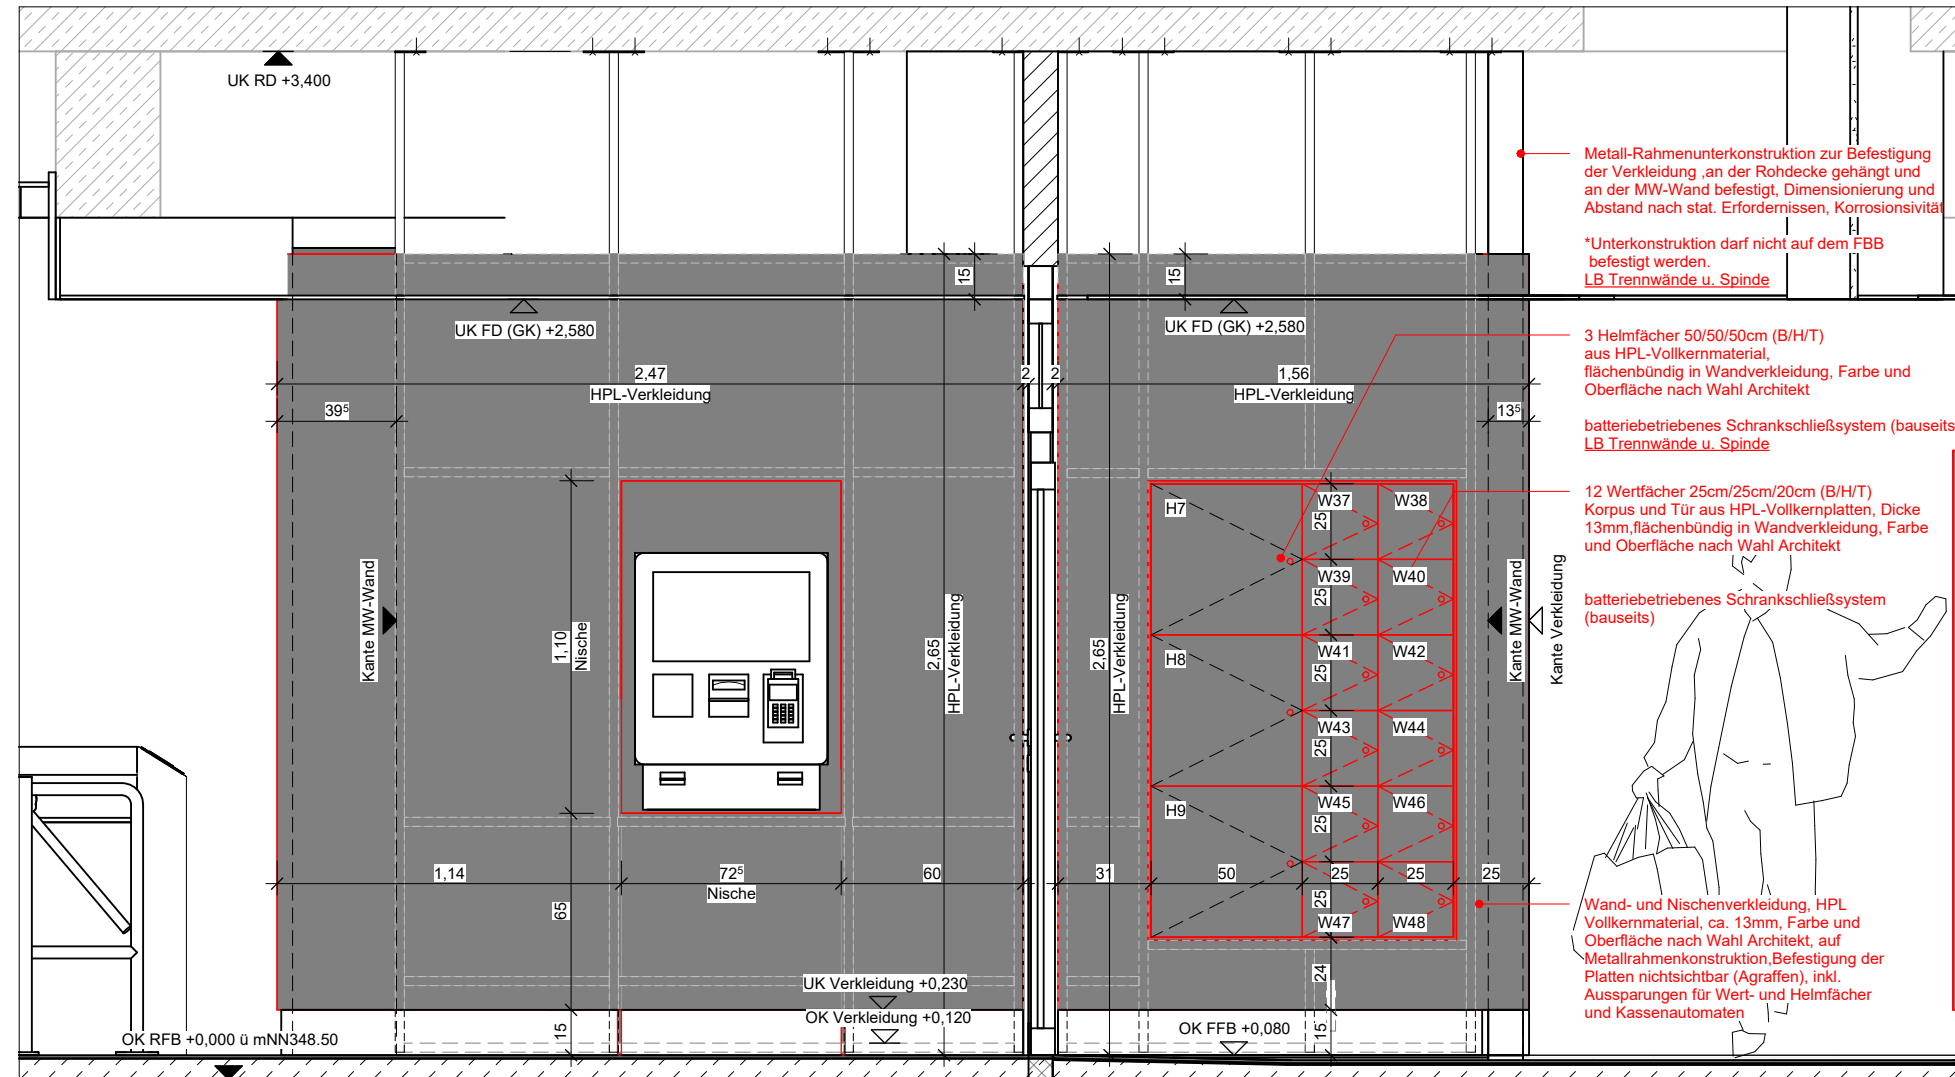 UK RD +3,400
Metall-Rahmenunterkonstruktion zur Befestigung
der Verkleidung ,an der Rohdecke gehängt und
an der MW-Wand befestigt, Dimensionierung und
Abstand nach stat. Erfordernissen, Korrosionsivität
*Unterkonstruktion darf nicht auf dem FBB
befestigt werden.
LB Trennwände u. Spinde
15
15
UK FD (GK) +2,580
UK FD (GK) +2,580
3 Helmfächer 50/50/50cm (B/H/T)
aus HPL-Vollkernmaterial,
flächenbündig in Wandverkleidung, Farbe und
Oberfläche nach Wahl Architekt
batteriebetriebenes Schrankschließsystem (bauseits
LB Trennwände u. Spinde
2,47
HPL-Verkleidung
2
2
1,56
HPL-Verkleidung
39⁵
13⁵
12 Wertfächer 25cm/25cm/20cm (B/H/T)
Korpus und Tür aus HPL-Vollkernplatten, Dicke
13mm,flächenbündig in Wandverkleidung, Farbe
und Oberfläche nach Wahl Architekt
batteriebetriebenes Schrankschließsystem
(bauseits)
Kante MW-Wand
1,10
Nische
2,65
HPL-Verkleidung
2,65
HPL-Verkleidung
Kante MW-Wand
Kante Verkleidung
H7
W37
W38
25
W39
W40
25
H8
W41
W42
25
W43
W44
25
H9
W45
W46
25
25
W47
W48
1,14
72⁵
Nische
60
31
50
25
25
25
65
24
Wand- und Nischenverkleidung, HPL
Vollkernmaterial, ca. 13mm, Farbe und
Oberfläche nach Wahl Architekt, auf
Metallrahmenkonstruktion,Befestigung der
Platten nichtsichtbar (Agraffen), inkl.
Aussparungen für Wert- und Helmfächer
und Kassenautomaten
UK Verkleidung +0,230
OK Verkleidung +0,120
15
15
OK FFB +0,080
OK RFB +0,000 ü mNN348.50